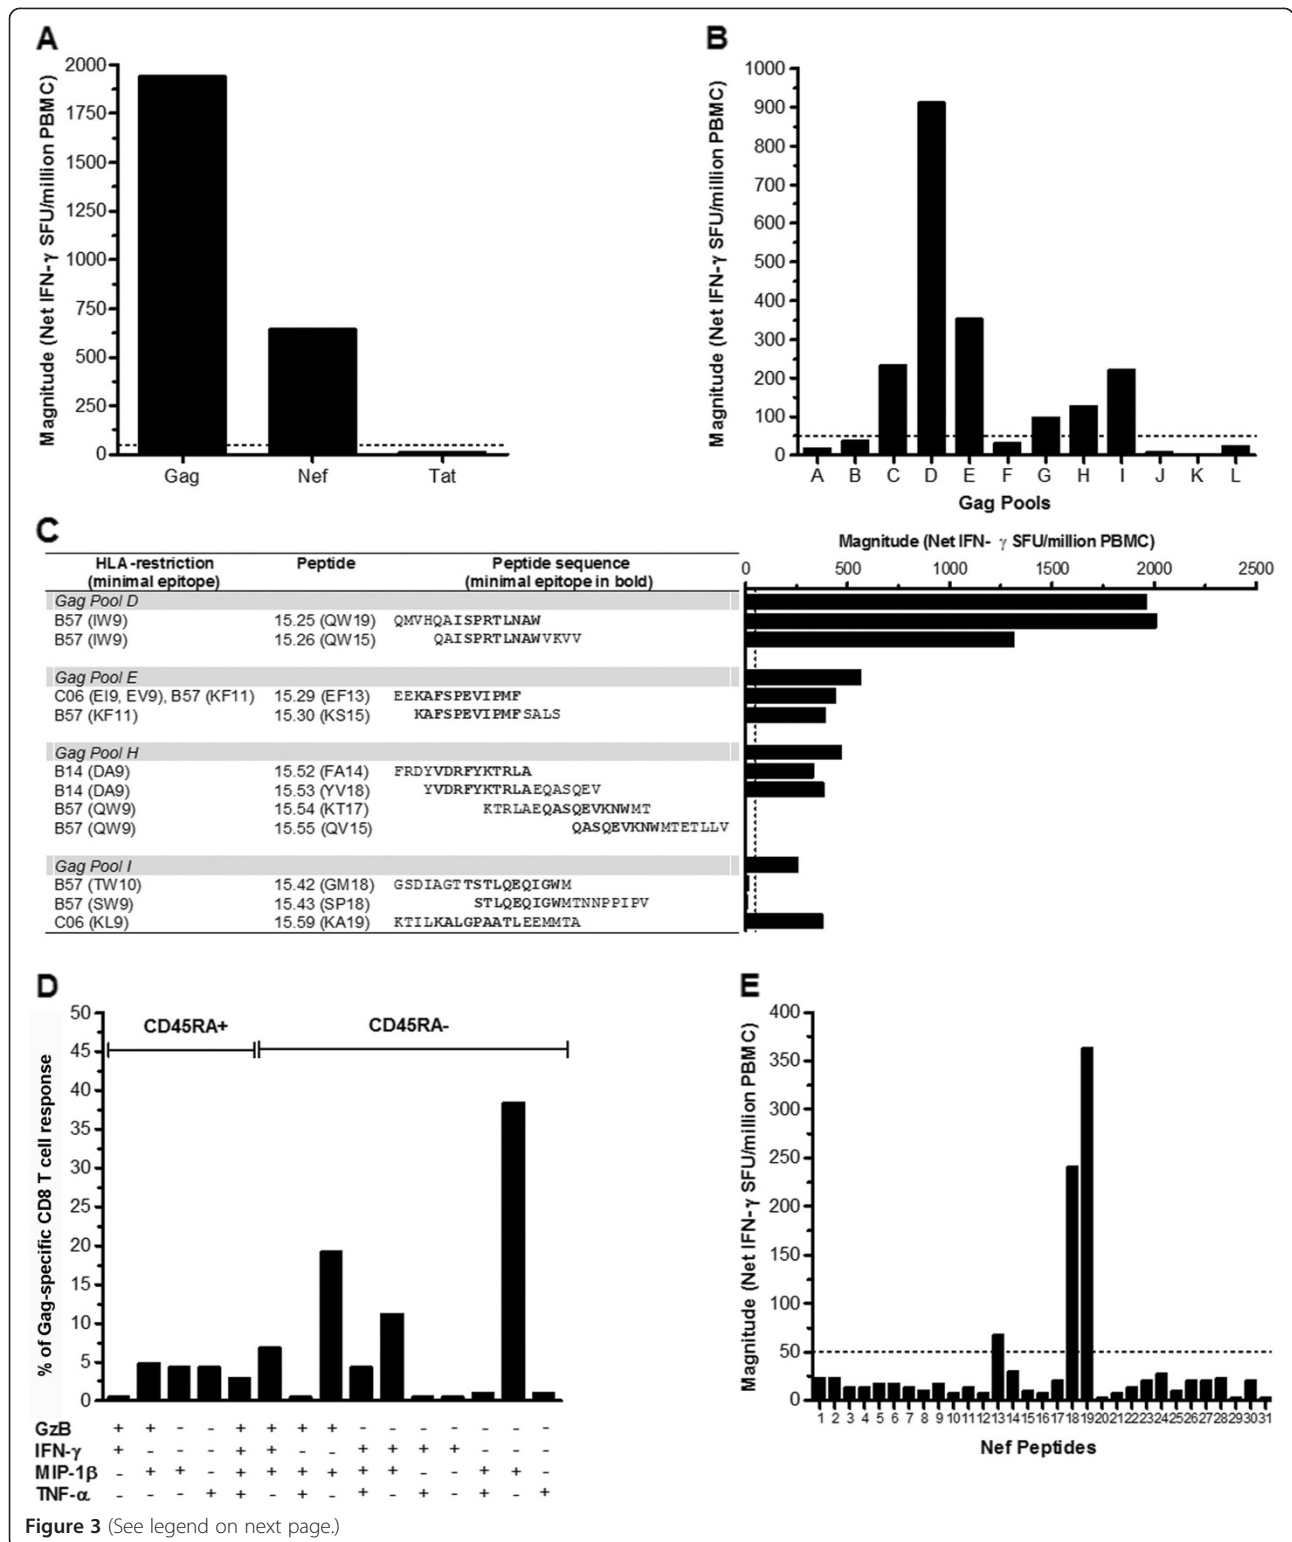 A
Magnitude (Net IFN-γ SFU/million PBMC)
2000
1750
1500
1250
1000
750
500
250
0
Gag Nef Tat
B
Magnitude (Net IFN-γ SFU/million PBMC)
1000
900
800
700
600
500
400
300
200
100
0
A B C D E F G H I J K L
Gag Pools
C
HLA-restriction (minimal epitope) Peptide Peptide sequence (minimal epitope in bold)
Magnitude (Net IFN- γ SFU/million PBMC)
0 500 1000 1500 2000 2500
Gag Pool D
B57 (IW9) 15.25 (QW19) QMVHQAISPRTLNAW
B57 (IW9) 15.26 (QW15) QAISPRTLNAWVKVV
Gag Pool E
C06 (EI9, EV9), B57 (KF11) 15.29 (EF13) EEKAFSPEVIPMF
B57 (KF11) 15.30 (KS15) KAFSPEVIPMFSALS
Gag Pool H
B14 (DA9) 15.52 (FA14) FRDYVDRFYKTRLA
B14 (DA9) 15.53 (YV18) YVDRFYKTRLAEQASQEV
B57 (QW9) 15.54 (KT17) KTRLAEQASQEVKNWMT
B57 (QW9) 15.55 (QV15) QASQEVKNWMTETLLV
Gag Pool I
B57 (TW10) 15.42 (GM18) GSDIAGTTSTLQEQIGWM
B57 (SW9) 15.43 (SP18) STLQEQIGWMTNNPPIPV
C06 (KL9) 15.59 (KA19) KTILKALGPAATLEEMMTA
D
% of Gag-specific CD8 T cell response
50
45
40
35
30
25
20
15
10
5
0
CD45RA+ CD45RA-
GzB + + - - + + + + - - - - - - -
IFN-γ + - - - + + - - + + + + - - -
MIP-1β - + + - + + + + + + - - + + -
TNF-α - - - + + - + - + - + - + - +
E
Magnitude (Net IFN-γ SFU/million PBMC)
400
350
300
250
200
150
100
50
0
1 2 3 4 5 6 7 8 9 10 11 12 13 14 15 16 17 18 19 20 21 22 23 24 25 26 27 28 29 30 31
Nef Peptides
Figure 3 (See legend on next page.)